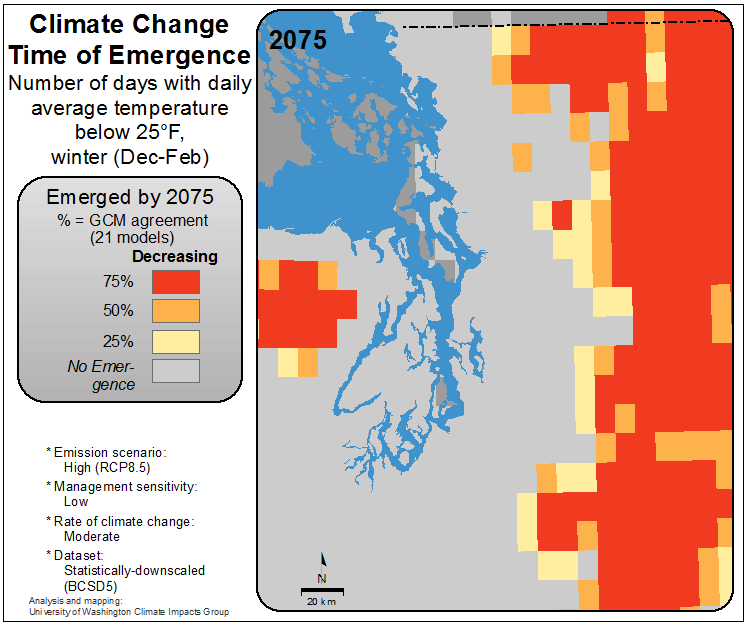 Climate Change
Time of Emergence
Number of days with daily
average temperature
below 25°F,
winter (Dec-Feb)
Emerged by 2075
% = GCM agreement
(21 models)
Decreasing
75%
50%
25%
No Emer-
gence
* Emission scenario:
High (RCP8.5)
* Management sensitivity:
Low
* Rate of climate change:
Moderate
* Dataset:
Statistically-downscaled
(BCSD5)
Analysis and mapping:
University of Washington Climate Impacts Group
2075
N
20 km